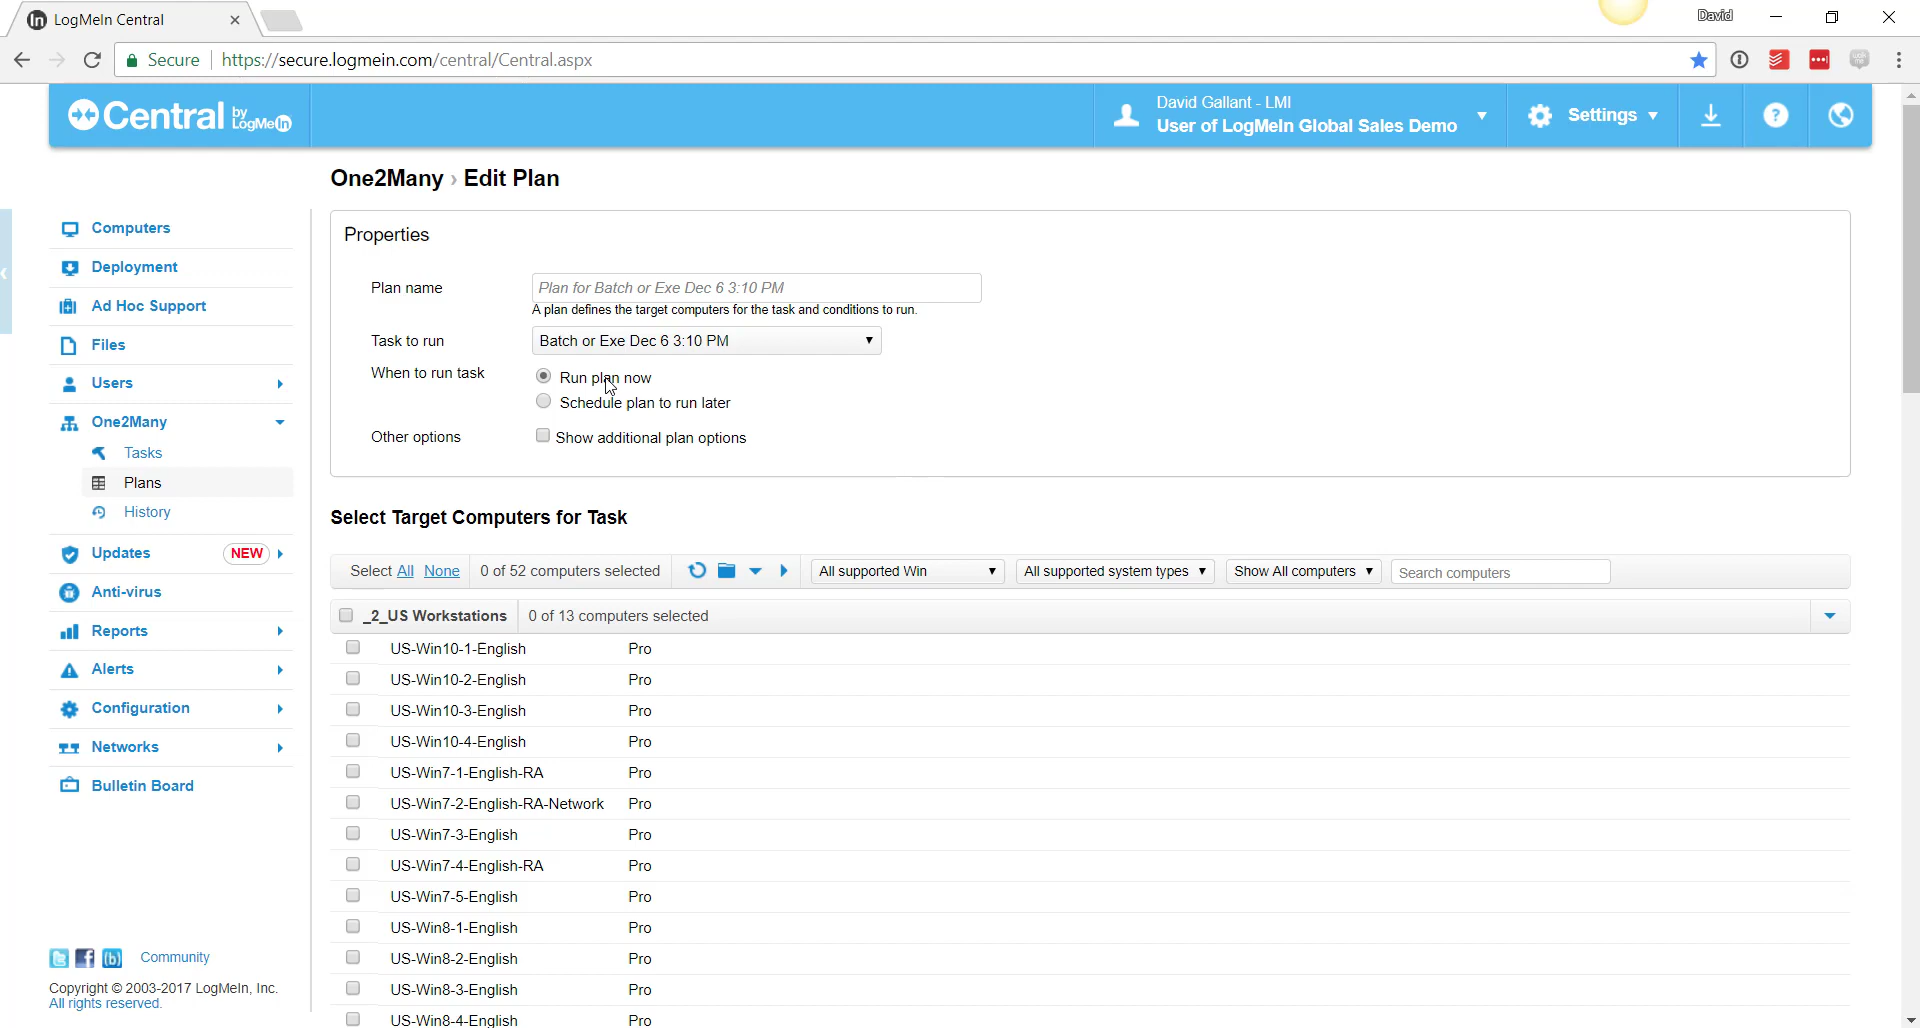 LogMeIn Central
David
Secure
https://secure.logmein.com/central/Central.aspx
Central by LogMeIn
David Gallant - LMI
User of LogMeIn Global Sales Demo
Settings
One2Many › Edit Plan
Computers
Deployment
Ad Hoc Support
Files
Users
One2Many
Tasks
Plans
History
Updates
NEW
Anti-virus
Reports
Alerts
Configuration
Networks
Bulletin Board
Community
Copyright © 2003-2017 LogMeIn, Inc.
All rights reserved.
Properties
Plan name
Plan for Batch or Exe Dec 6 3:10 PM
A plan defines the target computers for the task and conditions to run.
Task to run
Batch or Exe Dec 6 3:10 PM
When to run task
Run plan now
Schedule plan to run later
Other options
Show additional plan options
Select Target Computers for Task
Select All None
0 of 52 computers selected
All supported Win
All supported system types
Show All computers
Search computers
_2_US Workstations
0 of 13 computers selected
US-Win10-1-English Pro
US-Win10-2-English Pro
US-Win10-3-English Pro
US-Win10-4-English Pro
US-Win7-1-English-RA Pro
US-Win7-2-English-RA-Network Pro
US-Win7-3-English Pro
US-Win7-4-English-RA Pro
US-Win7-5-English Pro
US-Win8-1-English Pro
US-Win8-2-English Pro
US-Win8-3-English Pro
US-Win8-4-English Pro